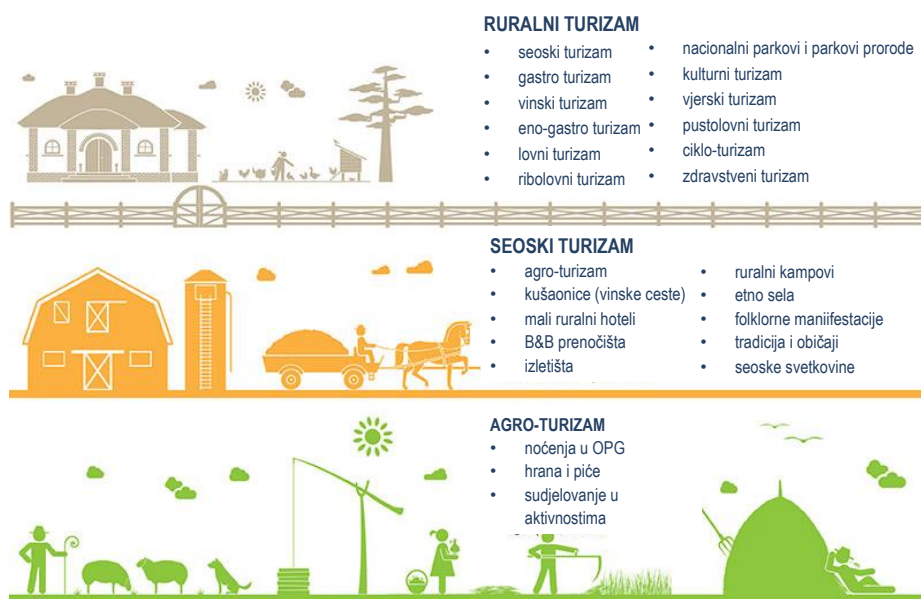 RURALNI TURIZAM
• seoski turizam
• gastro turizam
• vinski turizam
• eno-gastro turizam
• lovni turizam
• ribolovni turizam
• nacionalni parkovi i parkovi prorode
• kulturni turizam
• vjerski turizam
• pustolovni turizam
• ciklo-turizam
• zdravstveni turizam
SEOSKI TURIZAM
• agro-turizam
• kušaonice (vinske ceste)
• mali ruralni hoteli
• B&B prenočišta
• izletišta
• ruralni kampovi
• etno sela
• folklorne maniifestacije
• tradicija i običaji
• seoske svetkovine
AGRO-TURIZAM
• noćenja u OPG
• hrana i piće
• sudjelovanje u
aktivnostima